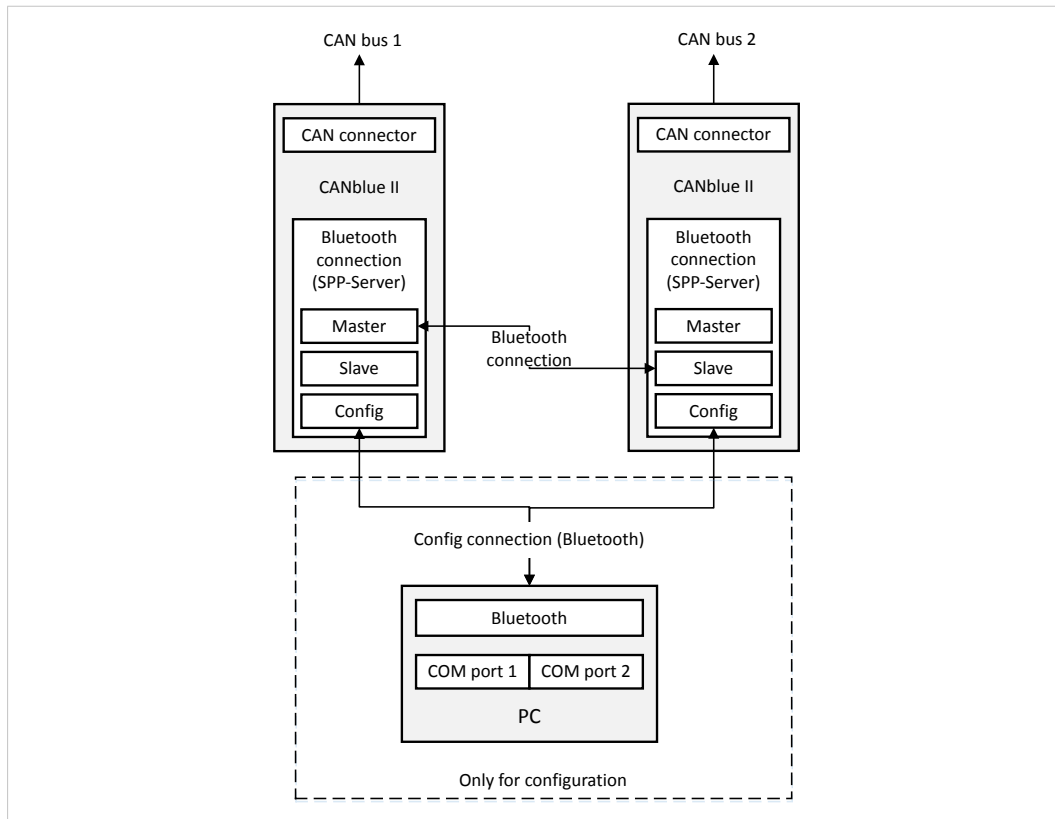 CAN bus 1
CAN bus 2
CAN connector
CAN connector
CANblue II
CANblue II
Bluetooth
connection
(SPP-Server)
Bluetooth
connection
(SPP-Server)
Master
Master
Bluetooth
connection
Slave
Slave
Config
Config
Config connection (Bluetooth)
Bluetooth
COM port 1
COM port 2
PC
Only for configuration